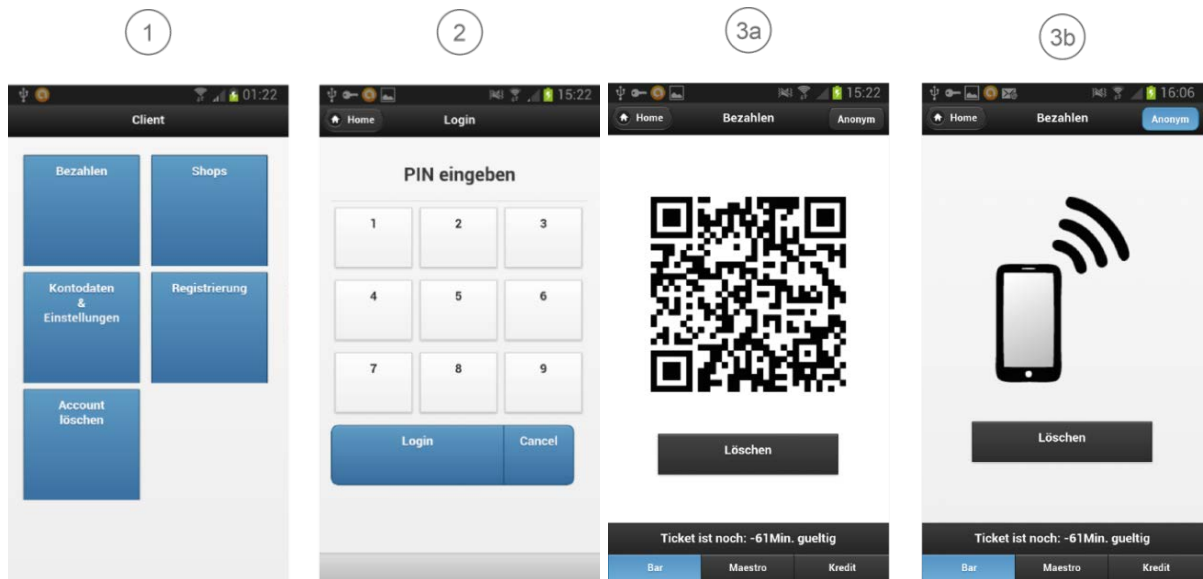 1
2
3a
3b
01:22
Client
Bezahlen
Shops
Kontodaten
&
Einstellungen
Registrierung
Account
löschen
15:22
Home
Login
PIN eingeben
1
2
3
4
5
6
7
8
9
Login
Cancel
15:22
Home
Bezahlen
Anonym
Löschen
Ticket ist noch: -61Min. gueltig
Bar
Maestro
Kredit
16:06
Home
Bezahlen
Anonym
Löschen
Ticket ist noch: -61Min. gueltig
Bar
Maestro
Kredit